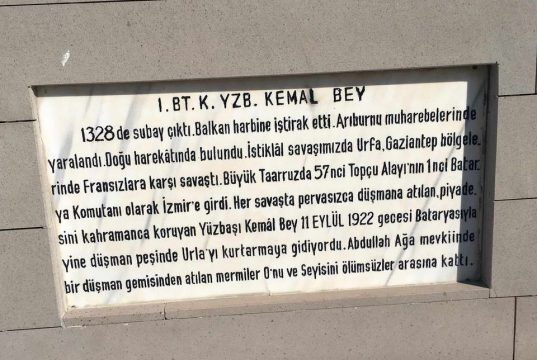 1. BT. K. YZB. KEMAL BEY
1328 de subay çıktı. Balkan harbine iştirak etti. Arıburnu muharebelerinde
yaralandı. Doğu harekâtında bulundu. İstiklâl savaşımızda Urfa, Gaziantep bölgele.
rinde Fransızlara karşı savaştı. Büyük Taarruzda 57nci Topçu Alayı'nın 1nci Batar.
ya Komutanı olarak İzmir'e girdi. Her savaşta pervasızca düşmana atılan, piyade.
sini kahramanca koruyan Yüzbaşı Kemâl Bey 11 EYLÜL 1922 gecesi Bataryasıyla
yine düşman peşinde Urla'yı kurtarmaya gidiyordu. Abdullah Ağa mevkiinde
bir düşman gemisinden atılan mermiler O'nu ve Seyisini ölümsüzler arasına kattı.